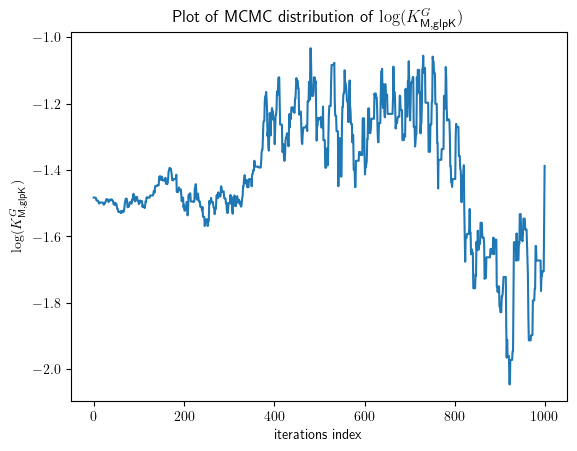 Plot of MCMC distribution of log(K^G_M,glpK)
−1.0
−1.2
−1.4
−1.6
−1.8
−2.0
log(K^G_M,glpK)
0 200 400 600 800 1000
iterations index